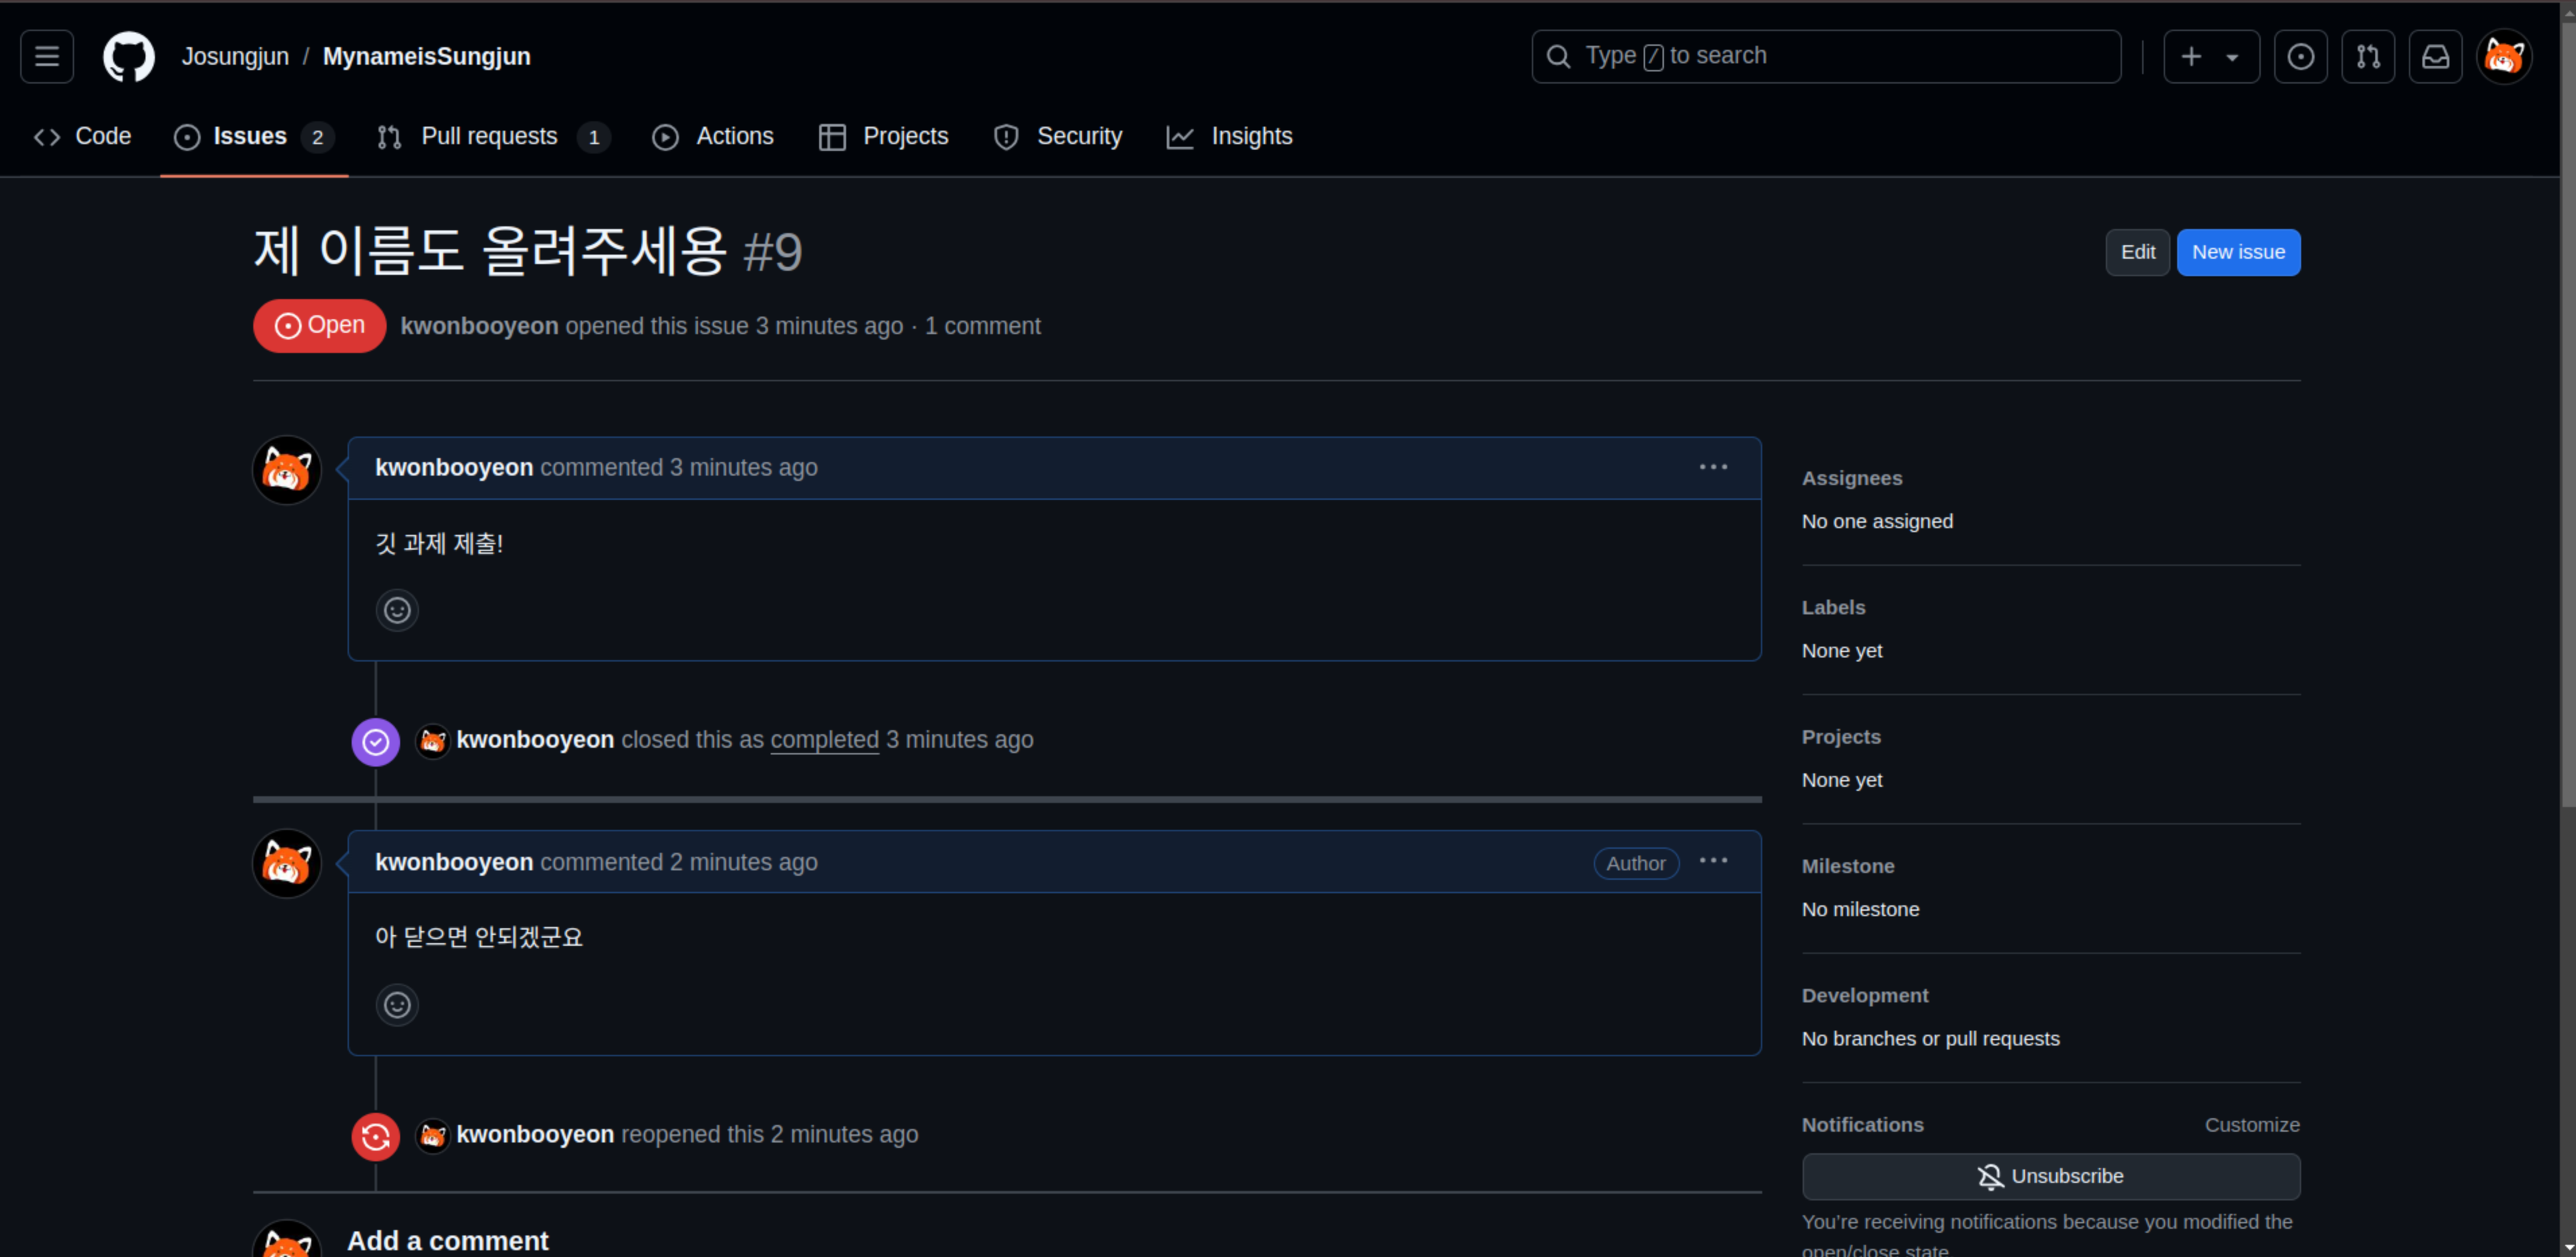 Josungjun / MynameisSungjun
Type / to search
Code
Issues 2
Pull requests 1
Actions
Projects
Security
Insights
제 이름도 올려주세용 #9
Edit
New issue
Open
kwonbooyeon opened this issue 3 minutes ago · 1 comment
kwonbooyeon commented 3 minutes ago
깃 과제 제출!
kwonbooyeon closed this as completed 3 minutes ago
kwonbooyeon commented 2 minutes ago
Author
아 닫으면 안되겠군요
kwonbooyeon reopened this 2 minutes ago
Add a comment
Assignees
No one assigned
Labels
None yet
Projects
None yet
Milestone
No milestone
Development
No branches or pull requests
Notifications
Customize
Unsubscribe
You're receiving notifications because you modified the
open/close state.